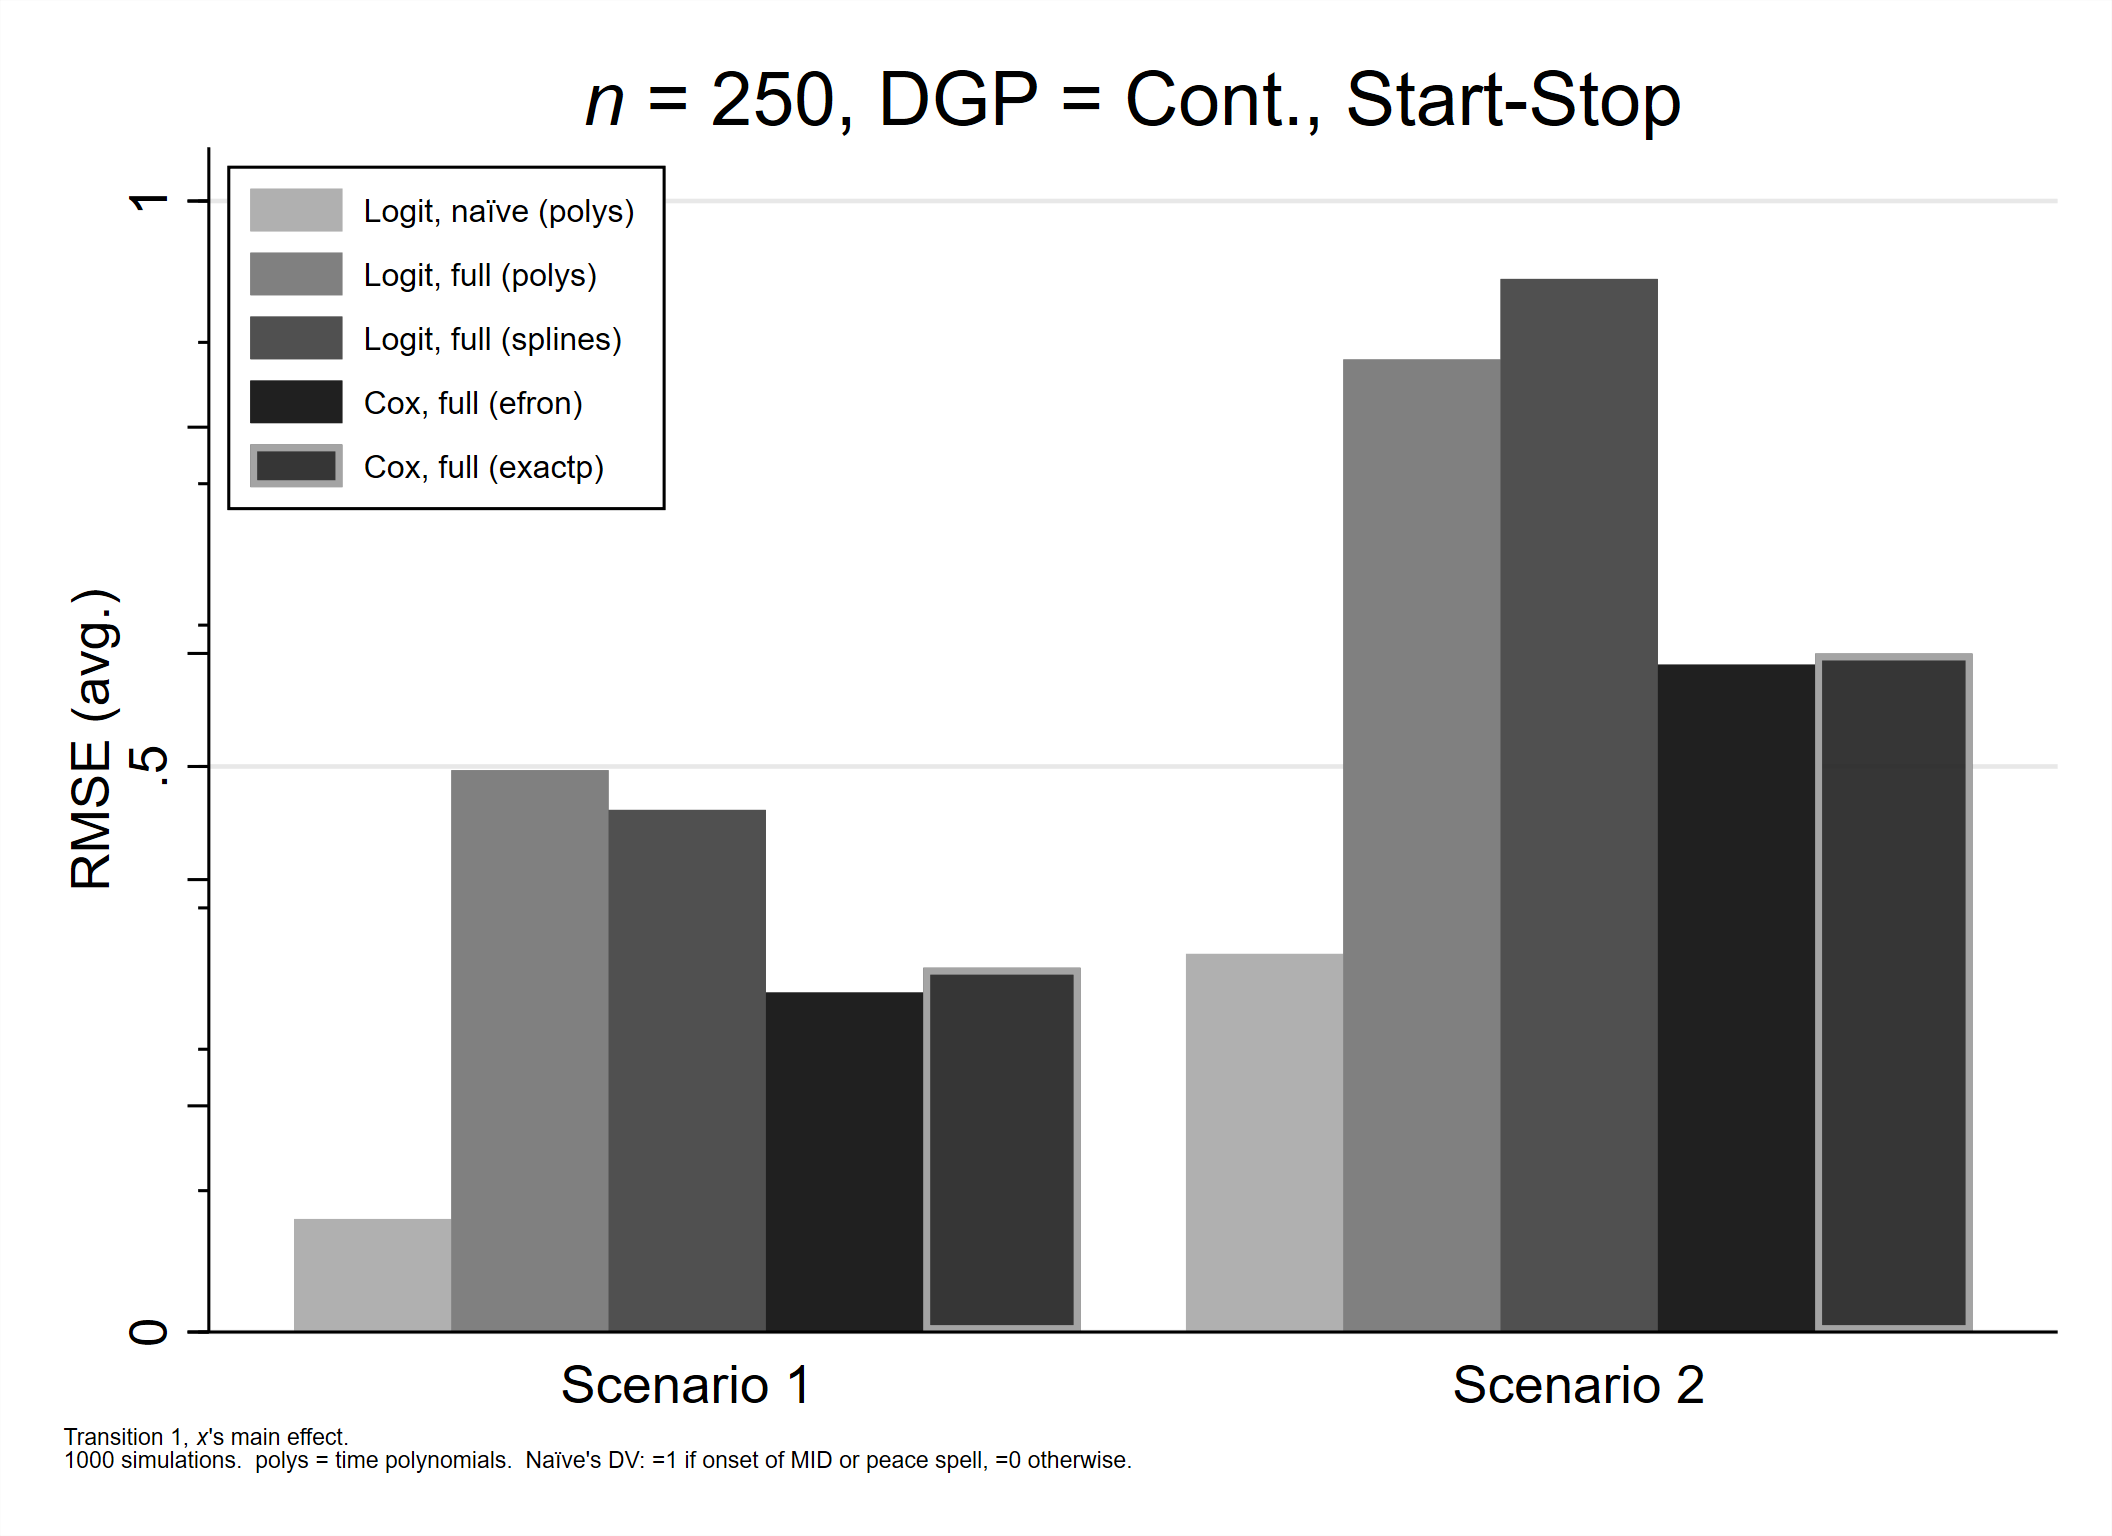 n = 250, DGP = Cont., Start-Stop
Logit, naïve (polys)
Logit, full (polys)
Logit, full (splines)
Cox, full (efron)
Cox, full (exactp)
RMSE (avg.)
1
.5
0
Scenario 1
Scenario 2
Transition 1, x's main effect.
1000 simulations.  polys = time polynomials.  Naïve's DV: =1 if onset of MID or peace spell, =0 otherwise.